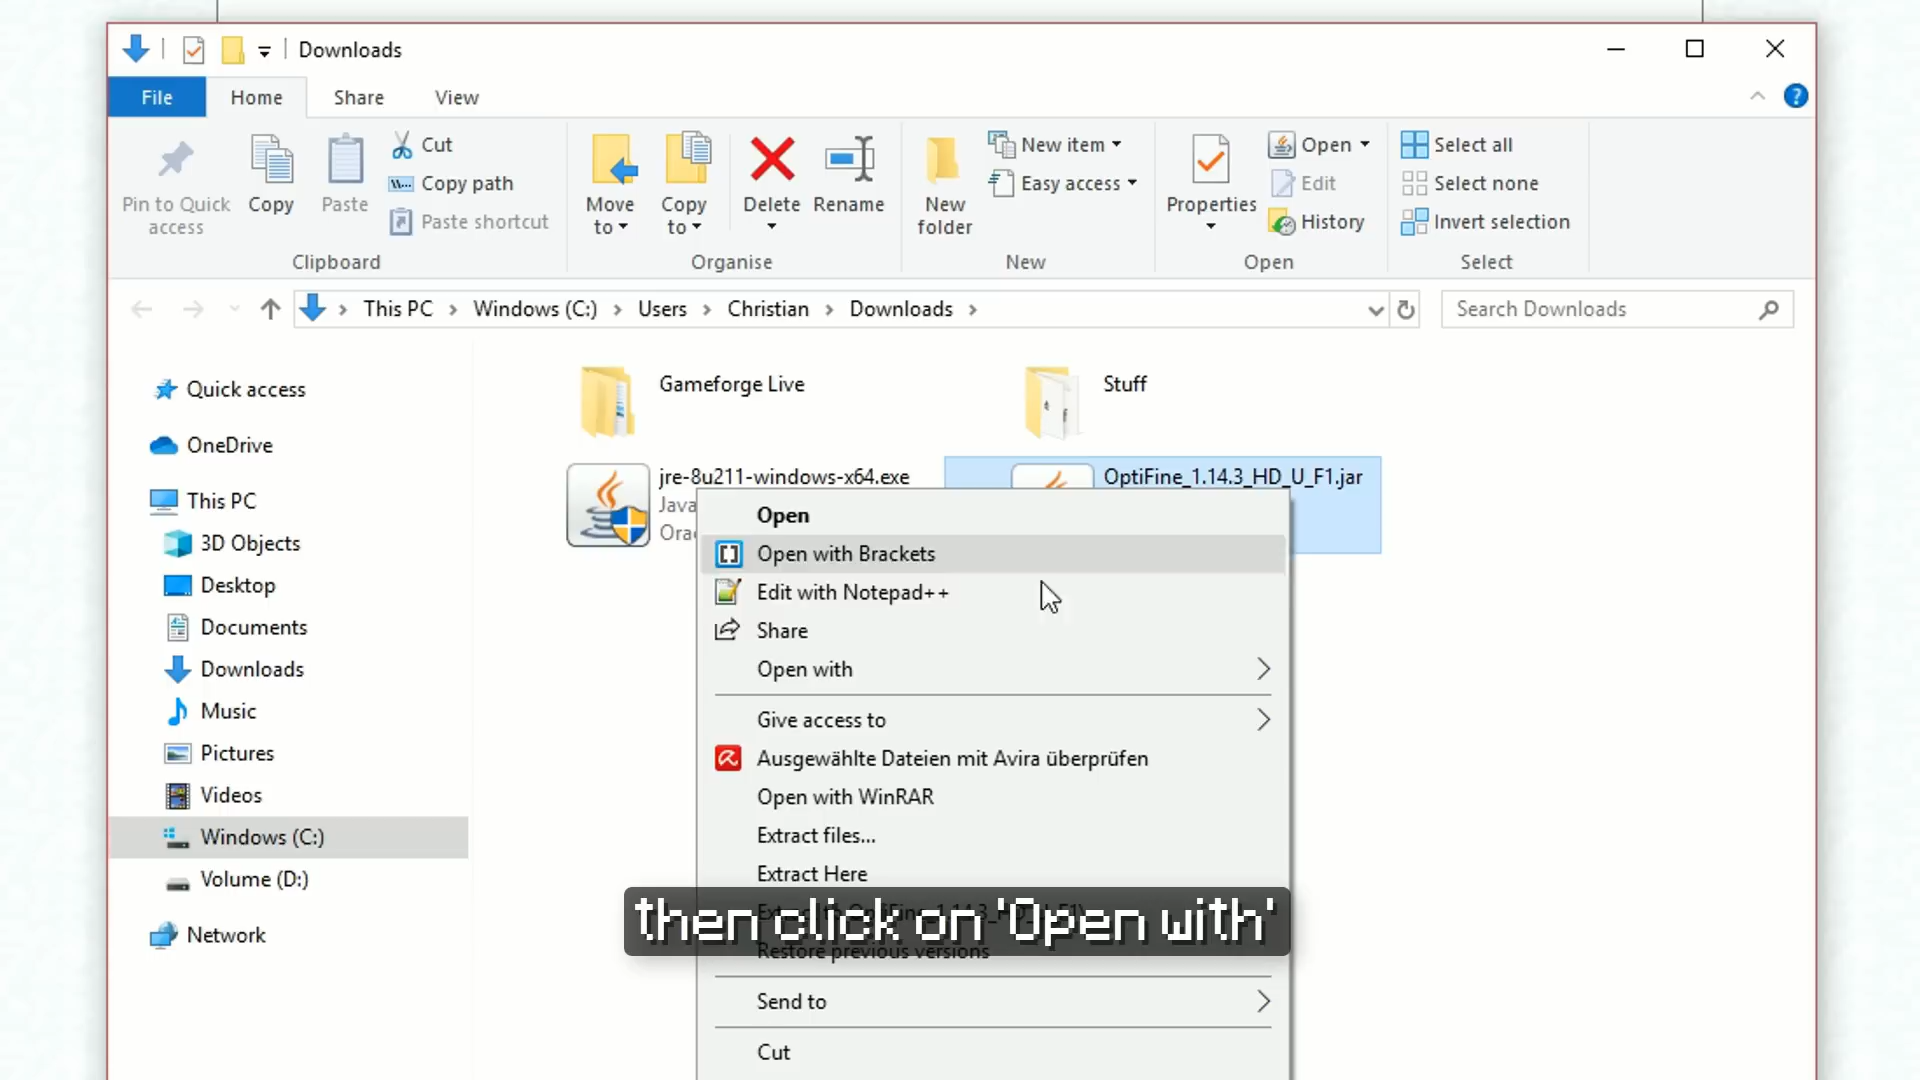 Downloads
File
Home
Share
View
Pin to Quick
access
Copy
Paste
Cut
Copy path
Paste shortcut
Clipboard
Move
to
Copy
to
Delete
Rename
Organise
New
folder
New item
Easy access
New
Properties
Open
Edit
History
Open
Select all
Select none
Invert selection
Select
This PC
Windows (C:)
Users
Christian
Downloads
Search Downloads
Quick access
OneDrive
This PC
3D Objects
Desktop
Documents
Downloads
Music
Pictures
Videos
Windows (C:)
Volume (D:)
Network
Gameforge Live
Stuff
jre-8u211-windows-x64.exe
OptiFine_1.14.3_HD_U_F1.jar
Open
Open with Brackets
Edit with Notepad++
Share
Open with
Give access to
Ausgewählte Dateien mit Avira überprüfen
Open with WinRAR
Extract files...
Extract Here
then click on 'Open with'
Restore previous versions
Send to
Cut